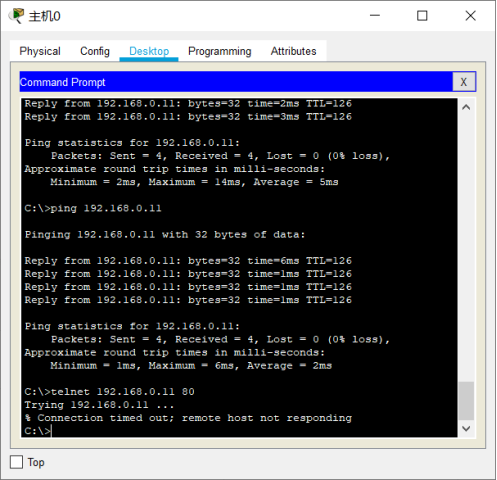 主机0
Physical Config Desktop Programming Attributes
Command Prompt X
Reply from 192.168.0.11: bytes=32 time=2ms TTL=126
Reply from 192.168.0.11: bytes=32 time=3ms TTL=126
Ping statistics for 192.168.0.11:
Packets: Sent = 4, Received = 4, Lost = 0 (0% loss),
Approximate round trip times in milli-seconds:
Minimum = 2ms, Maximum = 14ms, Average = 5ms
C:\>ping 192.168.0.11
Pinging 192.168.0.11 with 32 bytes of data:
Reply from 192.168.0.11: bytes=32 time=6ms TTL=126
Reply from 192.168.0.11: bytes=32 time=1ms TTL=126
Reply from 192.168.0.11: bytes=32 time=1ms TTL=126
Reply from 192.168.0.11: bytes=32 time=1ms TTL=126
Ping statistics for 192.168.0.11:
Packets: Sent = 4, Received = 4, Lost = 0 (0% loss),
Approximate round trip times in milli-seconds:
Minimum = 1ms, Maximum = 6ms, Average = 2ms
C:\>telnet 192.168.0.11 80
Trying 192.168.0.11 ...
% Connection timed out; remote host not responding
C:\>
Top